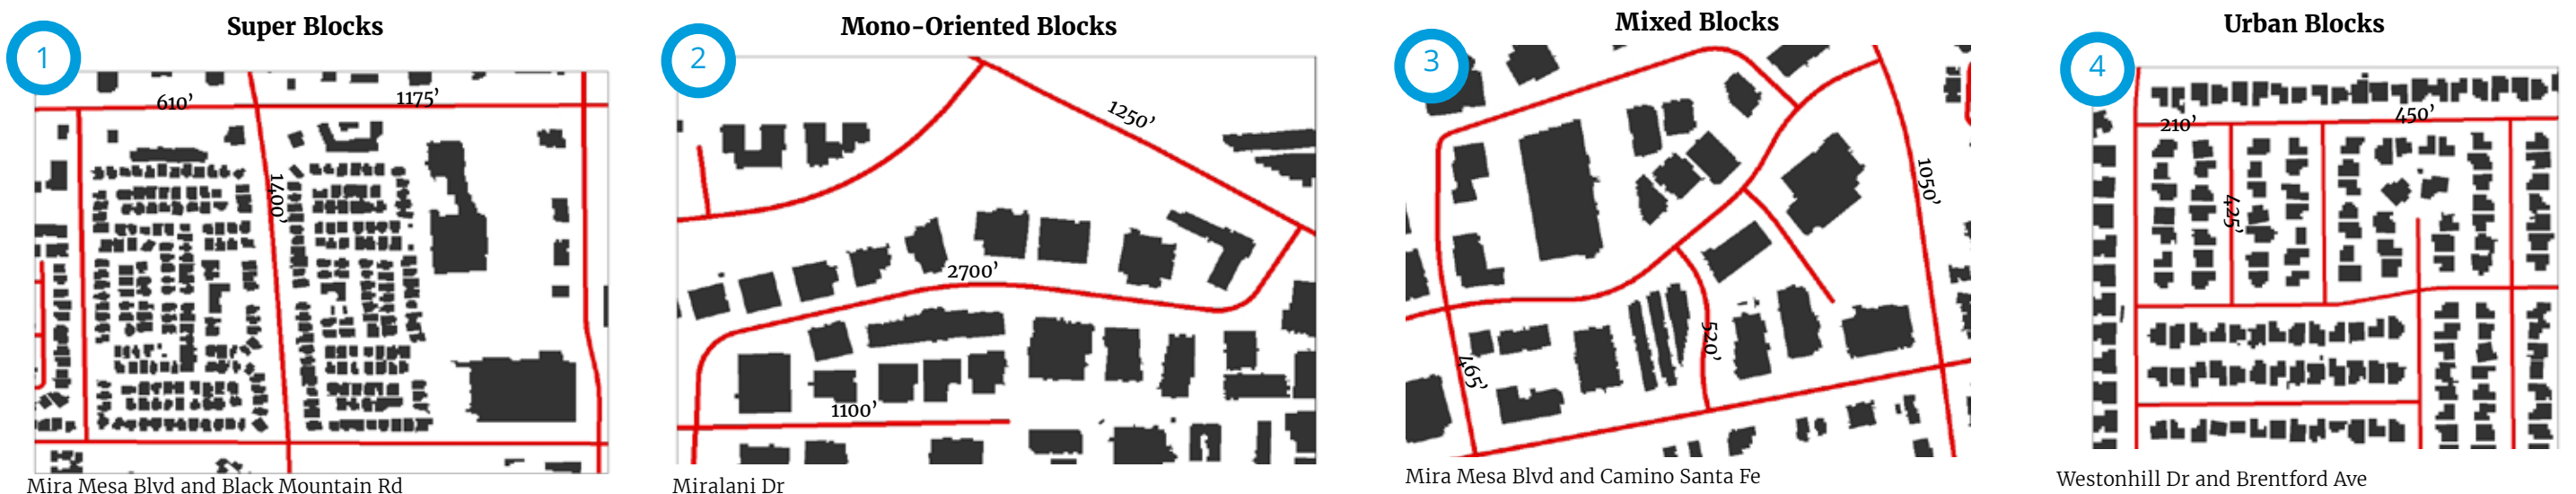 Super Blocks
1
610’
1175’
1400’
Mira Mesa Blvd and Black Mountain Rd
Mono-Oriented Blocks
2
1250’
2700’
1100’
Miralani Dr
Mixed Blocks
3
1050’
520’
465’
Mira Mesa Blvd and Camino Santa Fe
Urban Blocks
4
210’
450’
425’
Westonhill Dr and Brentford Ave